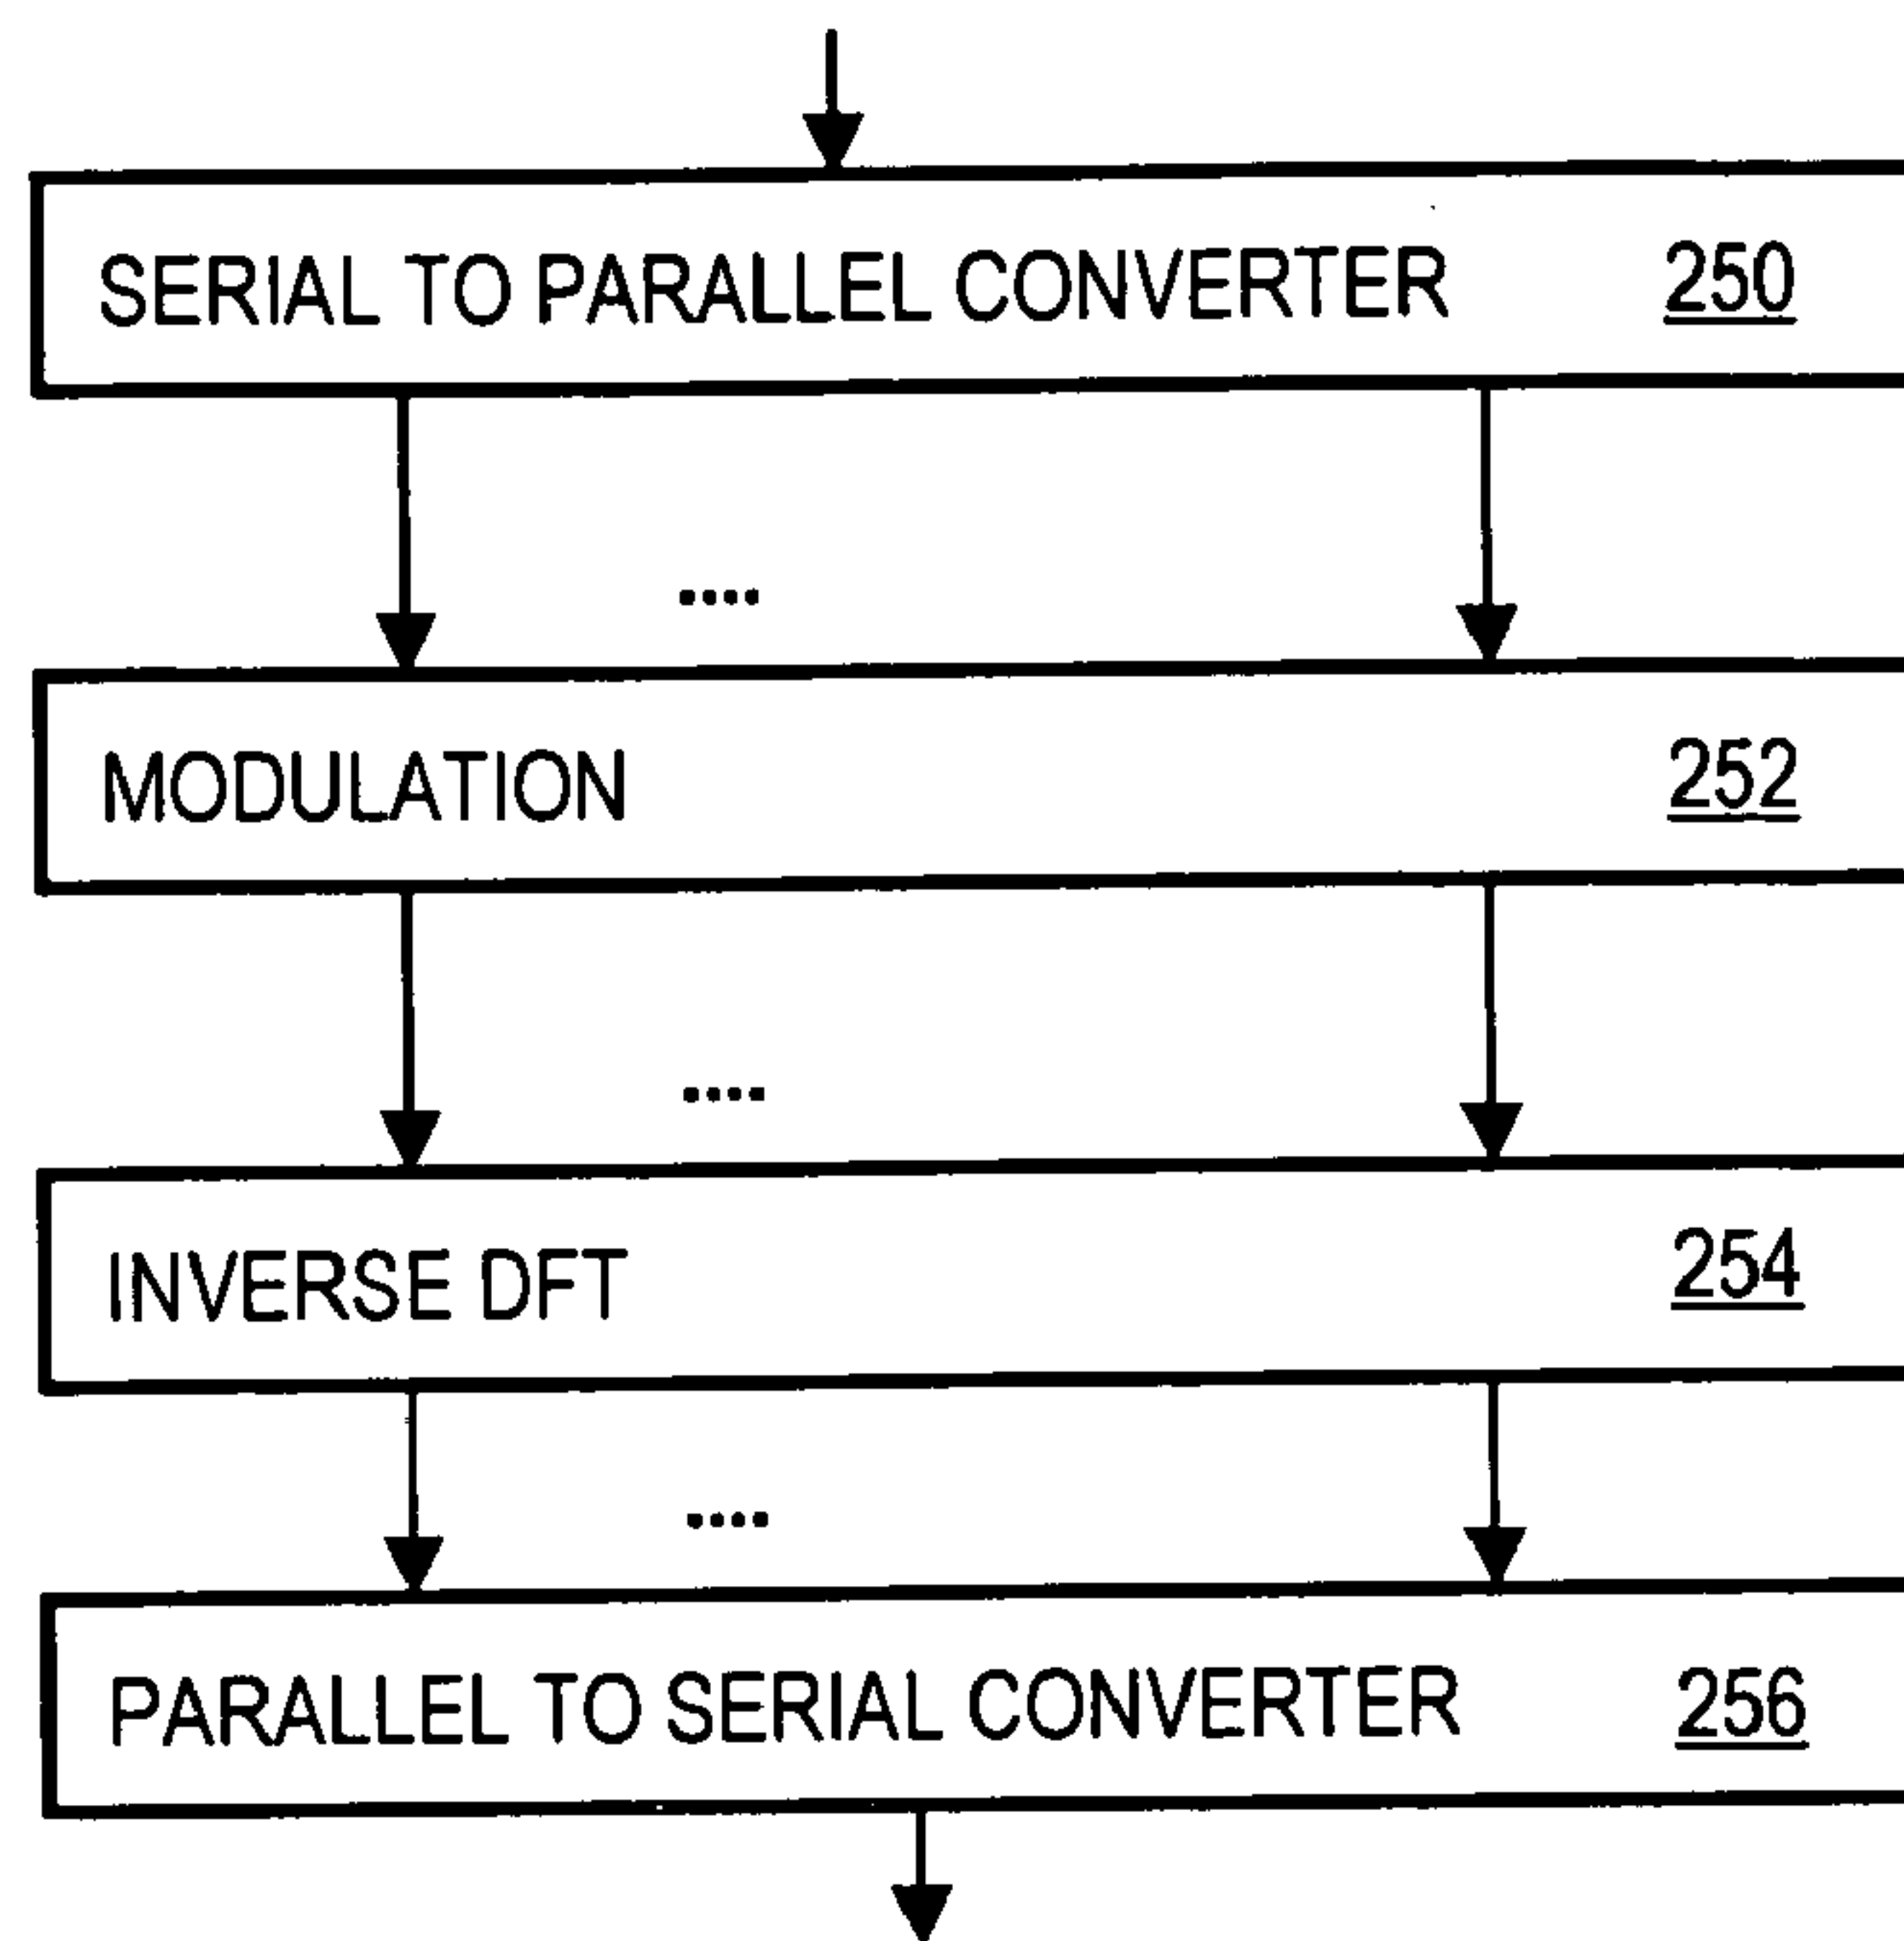 SERIAL TO PARALLEL CONVERTER 250
....
MODULATION 252
....
INVERSE DFT 254
....
PARALLEL TO SERIAL CONVERTER 256